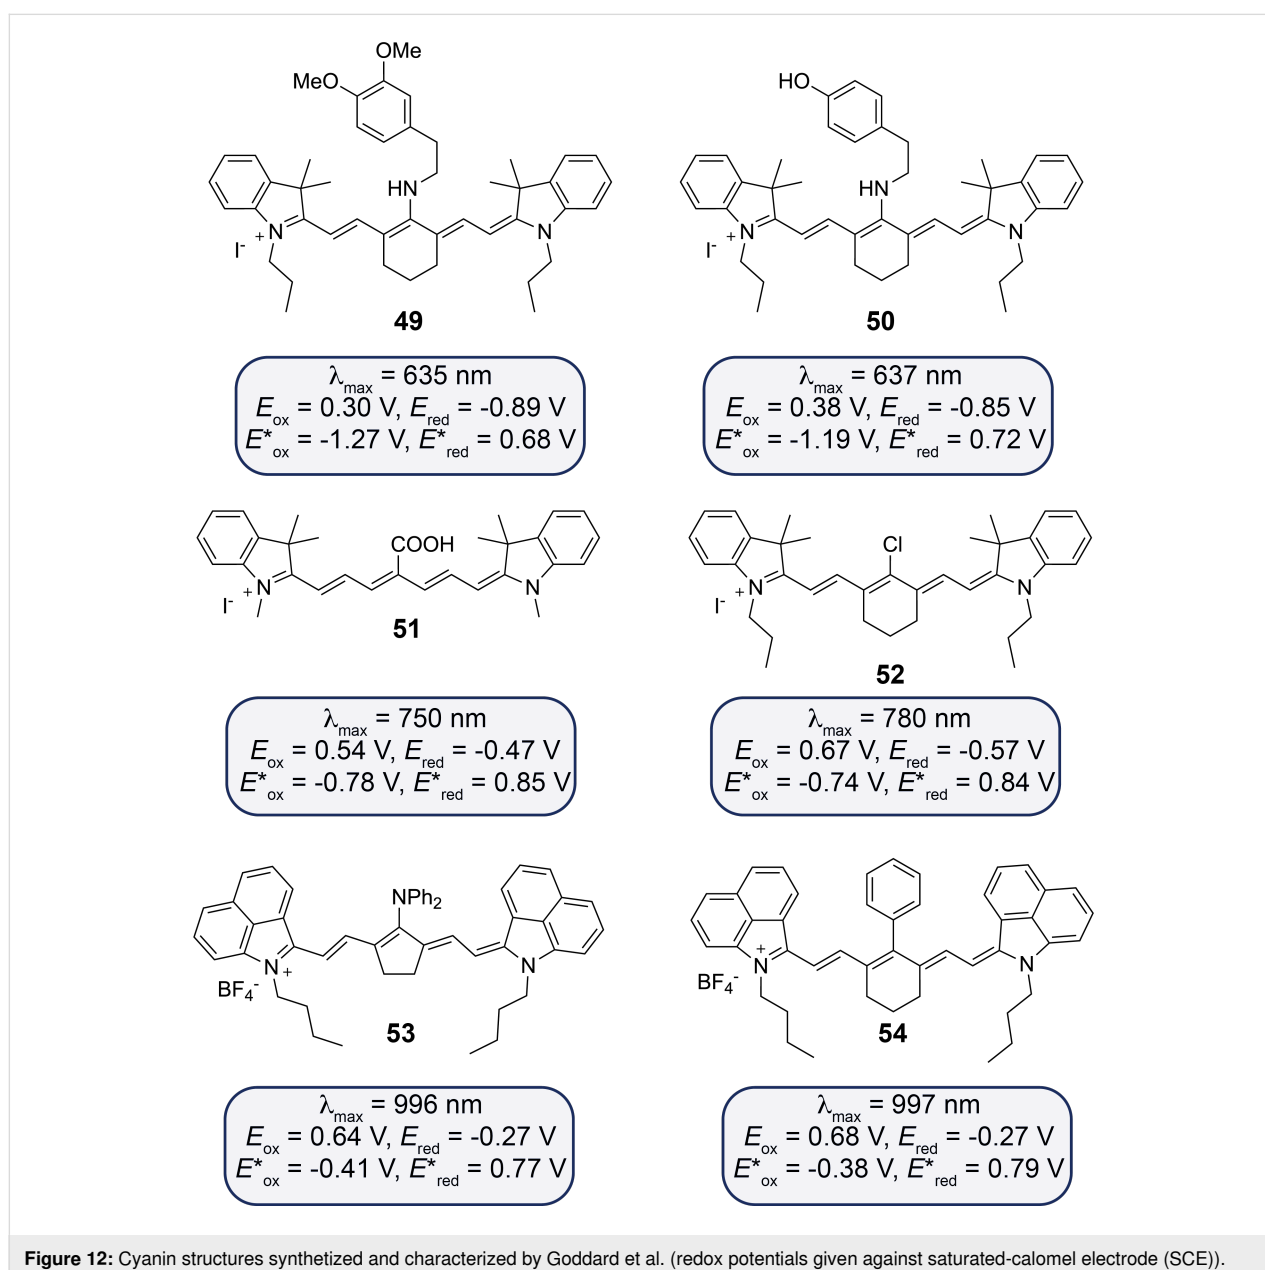 OMe
MeO
HN
N
+
I-
N
49
λmax = 635 nm
Eox = 0.30 V, Ered = -0.89 V
E*ox = -1.27 V, E*red = 0.68 V
HO
HN
N
+
I-
N
50
λmax = 637 nm
Eox = 0.38 V, Ered = -0.85 V
E*ox = -1.19 V, E*red = 0.72 V
COOH
N
+
I-
N
51
λmax = 750 nm
Eox = 0.54 V, Ered = -0.47 V
E*ox = -0.78 V, E*red = 0.85 V
Cl
N
+
I-
N
52
λmax = 780 nm
Eox = 0.67 V, Ered = -0.57 V
E*ox = -0.74 V, E*red = 0.84 V
NPh2
N
+
BF4-
N
53
λmax = 996 nm
Eox = 0.64 V, Ered = -0.27 V
E*ox = -0.41 V, E*red = 0.77 V
+
N
BF4-
N
54
λmax = 997 nm
Eox = 0.68 V, Ered = -0.27 V
E*ox = -0.38 V, E*red = 0.79 V
Figure 12: Cyanin structures synthetized and characterized by Goddard et al. (redox potentials given against saturated-calomel electrode (SCE)).